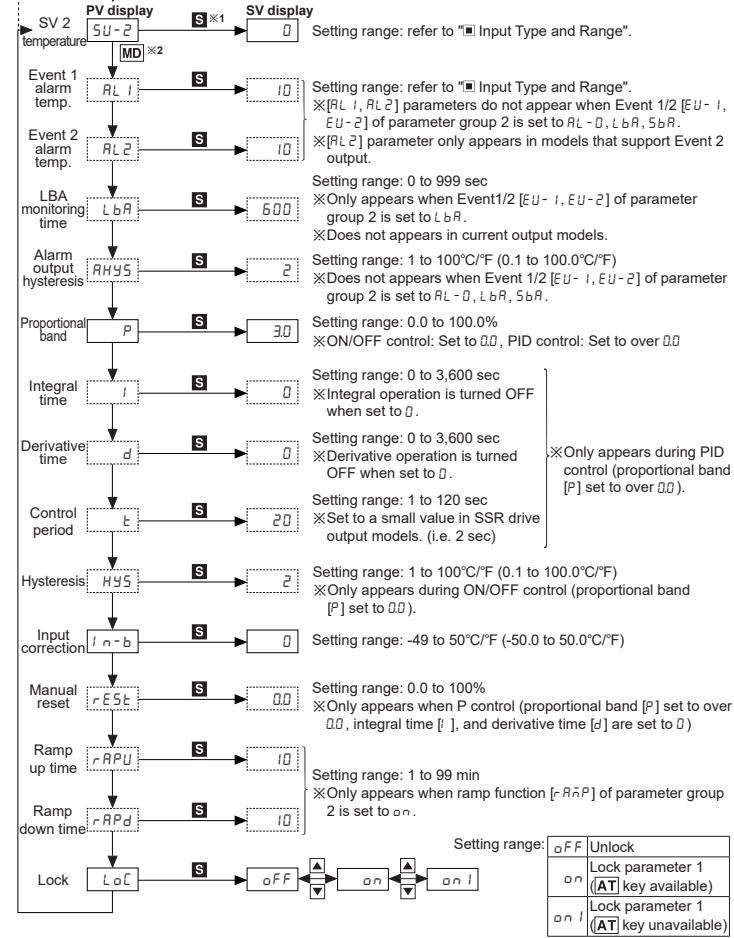 PV display
SV display
SV 2
temperature
SU-2
S ※1
0
Setting range: refer to "▣ Input Type and Range".
MD ※2
Event 1
alarm
temp.
AL1
S
10
Setting range: refer to "▣ Input Type and Range".
※[AL1, AL2] parameters do not appear when Event 1/2 [EU-1,
EU-2] of parameter group 2 is set to AL-0, LbA, SbA.
Event 2
alarm
temp.
AL2
S
10
※[AL2] parameter only appears in models that support Event 2
output.
LBA
monitoring
time
LbA
S
600
Setting range: 0 to 999 sec
※Only appears when Event1/2 [EU-1, EU-2] of parameter
group 2 is set to LbA.
※Does not appears in current output models.
Alarm
output
hysteresis
AHYS
S
2
Setting range: 1 to 100°C/°F (0.1 to 100.0°C/°F)
※Does not appears when Event 1/2 [EU-1, EU-2] of parameter
group 2 is set to AL-0, LbA, SbA.
Proportional
band
P
S
3.0
Setting range: 0.0 to 100.0%
※ON/OFF control: Set to 0.0, PID control: Set to over 0.0
Integral
time
I
S
0
Setting range: 0 to 3,600 sec
※Integral operation is turned OFF
when set to 0.
Derivative
time
d
S
0
Setting range: 0 to 3,600 sec
※Derivative operation is turned
OFF when set to 0.
※Only appears during PID
control (proportional band
[P] set to over 0.0).
Control
period
t
S
20
Setting range: 1 to 120 sec
※Set to a small value in SSR drive
output models. (i.e. 2 sec)
Hysteresis
HYS
S
2
Setting range: 1 to 100°C/°F (0.1 to 100.0°C/°F)
※Only appears during ON/OFF control (proportional band
[P] set to 0.0).
Input
correction
In-b
S
0
Setting range: -49 to 50°C/°F (-50.0 to 50.0°C/°F)
Manual
reset
rESt
S
0.0
Setting range: 0.0 to 100%
※Only appears when P control (proportional band [P] set to over
0.0, integral time [I], and derivative time [d] are set to 0)
Ramp
up time
rAPU
S
10
Setting range: 1 to 99 min
※Only appears when ramp function [rAmP] of parameter group
2 is set to on.
Ramp
down time
rAPd
S
10
Lock
LoC
S
oFF
▲
▼
on
▲
▼
on1
Setting range:
oFF Unlock
on Lock parameter 1
(AT key available)
on1 Lock parameter 1
(AT key unavailable)